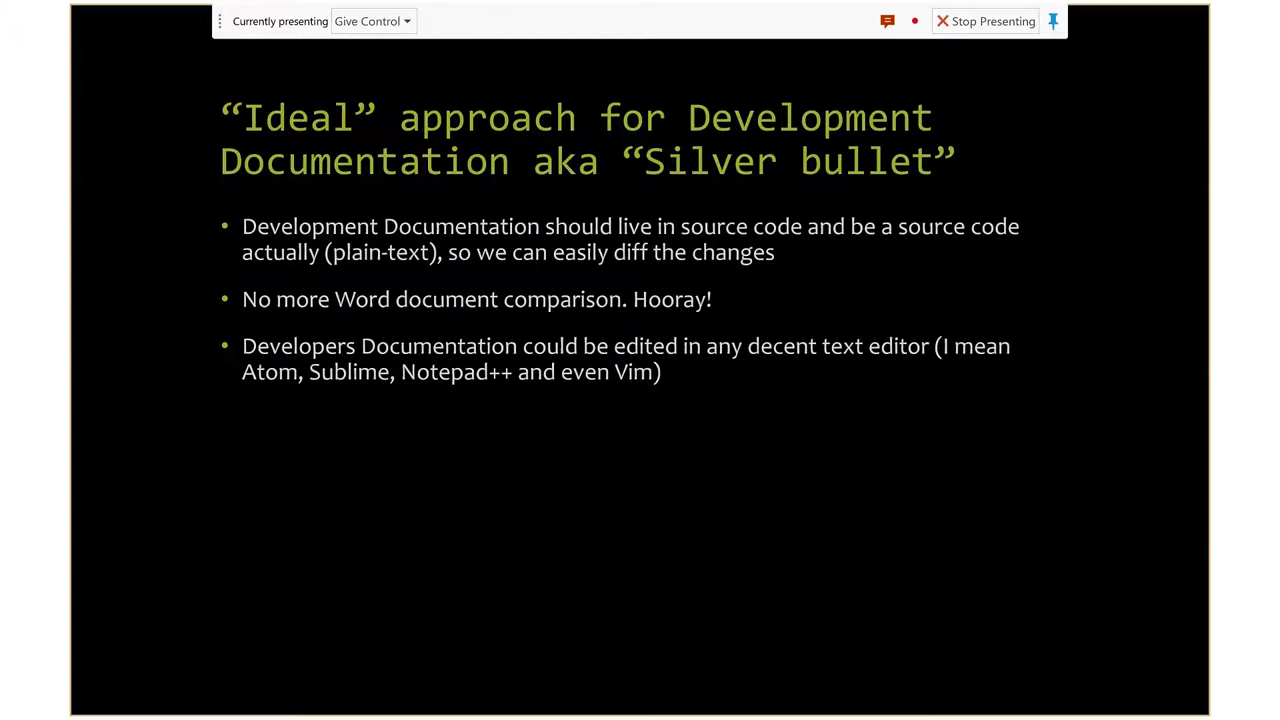 Currently presenting Give Control Stop Presenting
“Ideal” approach for Development
Documentation aka “Silver bullet”
• Development Documentation should live in source code and be a source code
actually (plain-text), so we can easily diff the changes
• No more Word document comparison. Hooray!
• Developers Documentation could be edited in any decent text editor (I mean
Atom, Sublime, Notepad++ and even Vim)